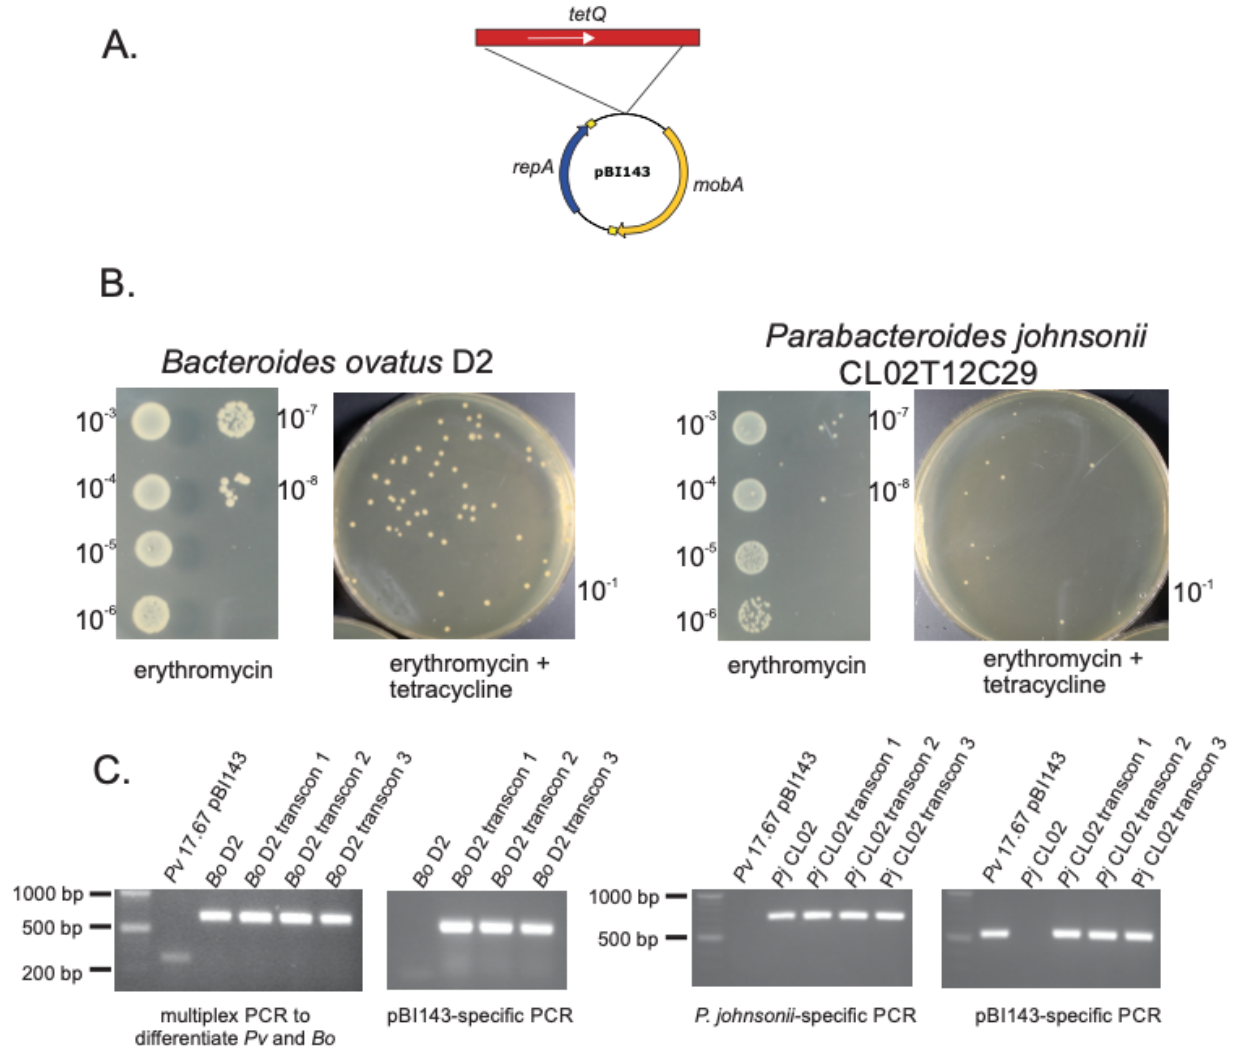 A.
tetQ
repA
pBI143
mobA
B.
Bacteroides ovatus D2
Parabacteroides johnsonii
CL02T12C29
10-3
10-4
10-5
10-6
10-7
10-8
10-1
10-3
10-4
10-5
10-6
10-7
10-8
10-1
erythromycin
erythromycin +
tetracycline
erythromycin
erythromycin +
tetracycline
C.
Pv 17.67 pBI143
Bo D2
Bo D2 transcon 1
Bo D2 transcon 2
Bo D2 transcon 3
Bo D2
Bo D2 transcon 1
Bo D2 transcon 2
Bo D2 transcon 3
Pv 17.67 pBI143
Pj CL02
Pj CL02 transcon 1
Pj CL02 transcon 2
Pj CL02 transcon 3
Pv 17.67 pBI143
Pj CL02
Pj CL02 transcon 1
Pj CL02 transcon 2
Pj CL02 transcon 3
1000 bp
500 bp
200 bp
1000 bp
500 bp
multiplex PCR to
differentiate Pv and Bo
pBI143-specific PCR
P. johnsonii-specific PCR
pBI143-specific PCR